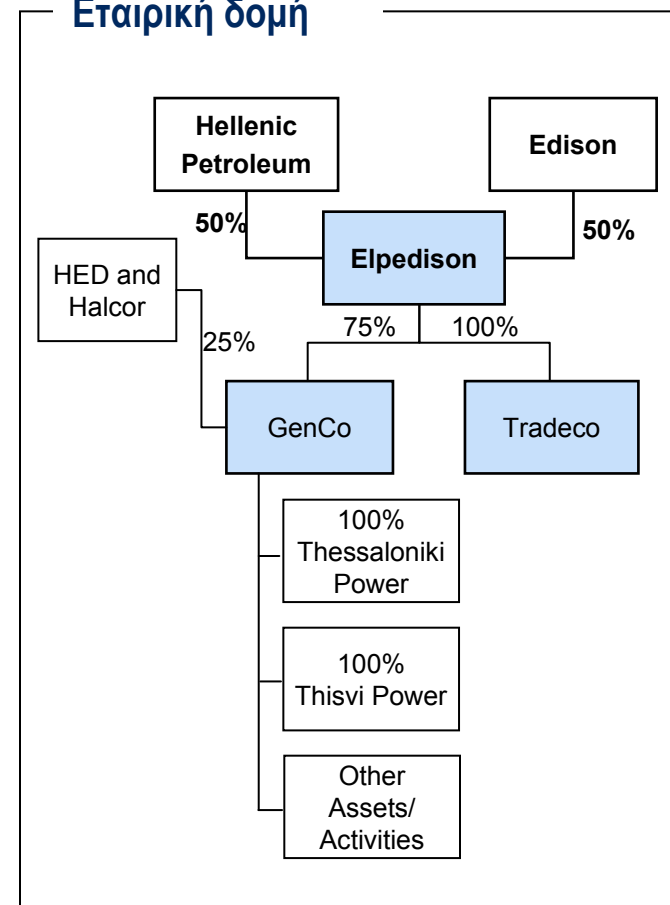 Εταιρική δομή
Hellenic
Petroleum
Edison
50%
50%
Elpedison
HED and
Halcor
25%
75%
100%
GenCo
Tradeco
100%
Thessaloniki
Power
100%
Thisvi Power
Other
Assets/
Activities